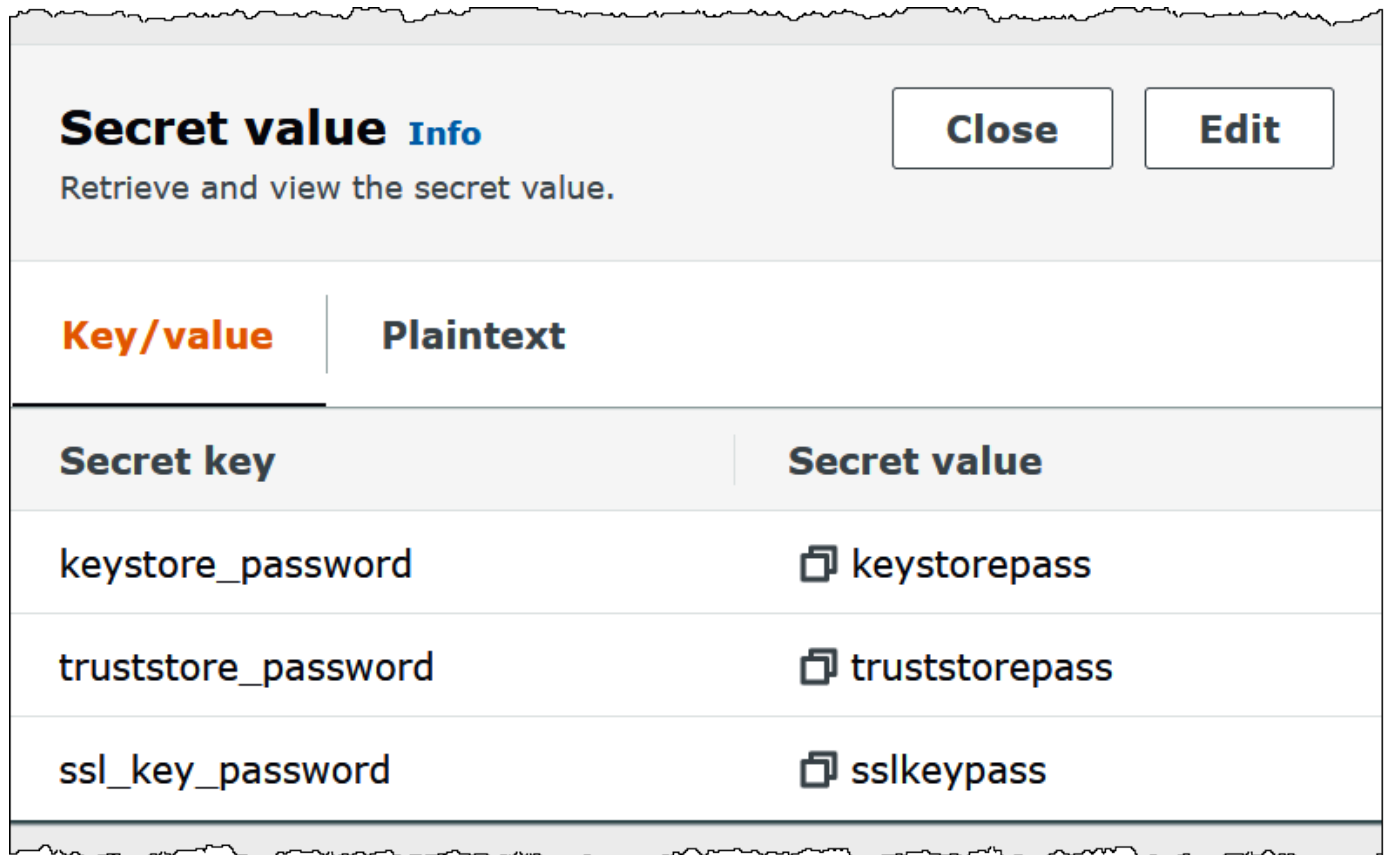 Secret value Info
Close
Edit
Retrieve and view the secret value.
Key/value
Plaintext
Secret key
Secret value
keystore_password
keystorepass
truststore_password
truststorepass
ssl_key_password
sslkeypass